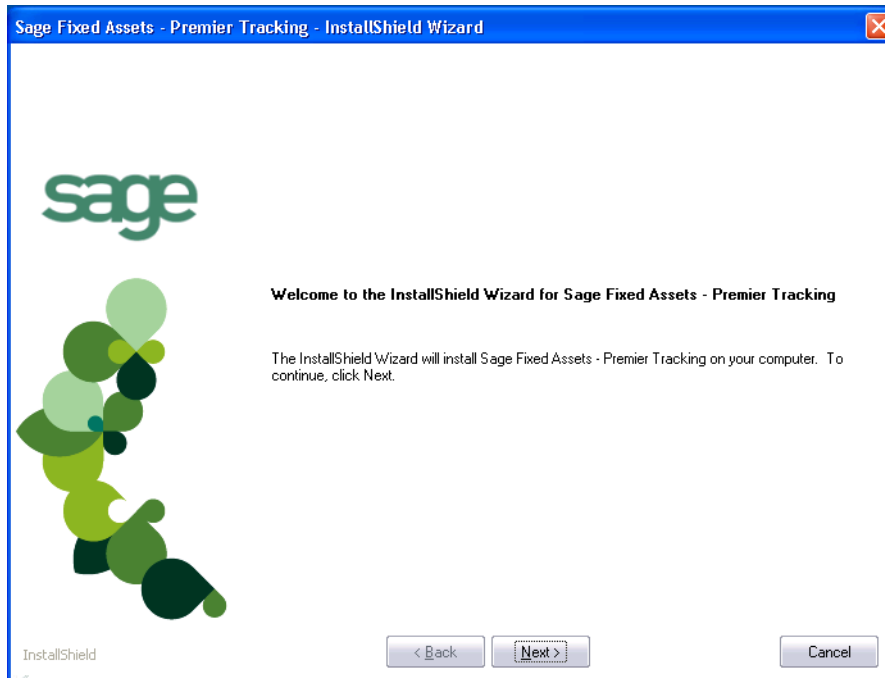 Sage Fixed Assets - Premier Tracking - InstallShield Wizard
sage
Welcome to the InstallShield Wizard for Sage Fixed Assets - Premier Tracking
The InstallShield Wizard will install Sage Fixed Assets - Premier Tracking on your computer. To
continue, click Next.
InstallShield
< Back
Next >
Cancel